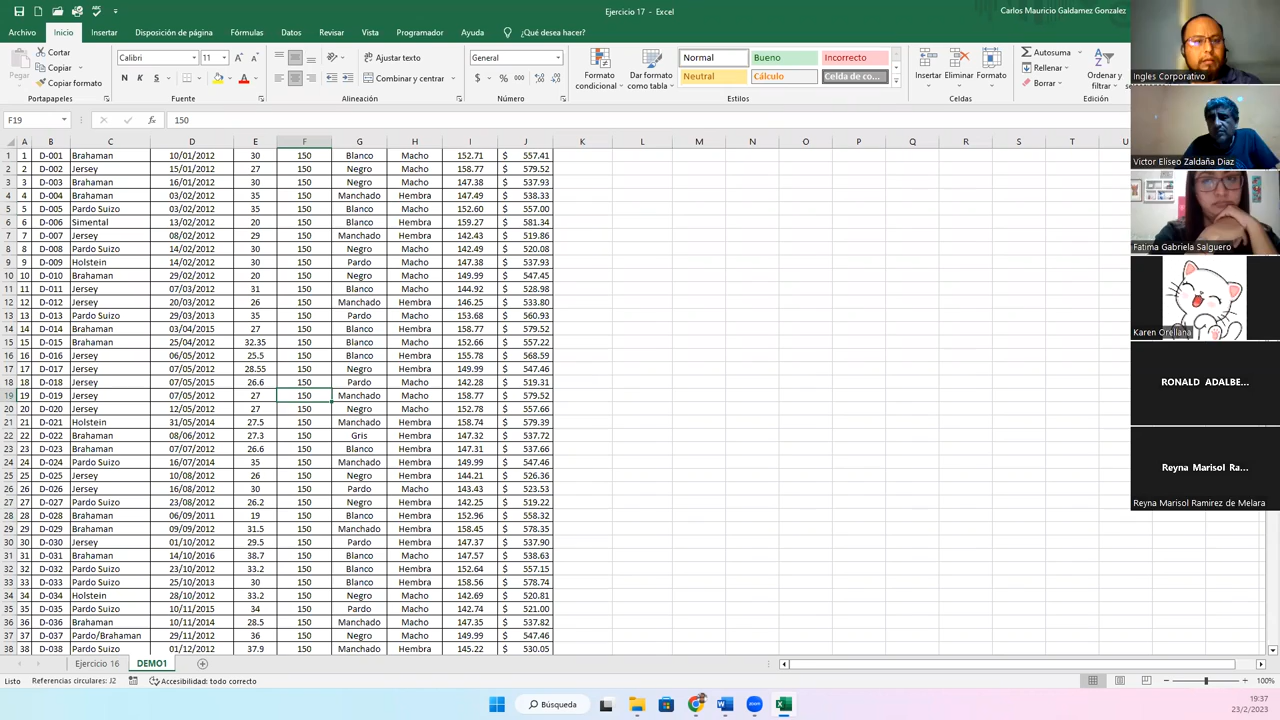 Ejercicio 17 - Excel
Carlos Mauricio Galdamez Gonzalez
Archivo Inicio Insertar Disposición de página Fórmulas Datos Revisar Vista Programador Ayuda ¿Qué desea hacer?
Pegar
Cortar
Copiar
Copiar formato
Portapapeles
Calibri 11
N K S
Fuente
Ajustar texto
Combinar y centrar
Alineación
General
$ % 000
Número
Formato condicional
Dar formato como tabla
Normal Bueno Incorrecto
Neutral Cálculo Celda de co...
Estilos
Insertar Eliminar Formato
Celdas
Autosuma
Rellenar
Borrar
Ordenar y filtrar
Edición
F19 fx 150
A B C D E F G H I J K L M N O P Q R S T U
1 1 D-001 Brahaman 10/01/2012 30 150 Blanco Macho 152.71 $ 557.41
2 2 D-002 Jersey 15/01/2012 27 150 Negro Macho 158.77 $ 579.52
3 3 D-003 Brahaman 16/01/2012 30 150 Negro Macho 147.38 $ 537.93
4 4 D-004 Brahaman 03/02/2012 35 150 Manchado Hembra 147.49 $ 538.33
5 5 D-005 Pardo Suizo 03/02/2012 35 150 Blanco Macho 152.60 $ 557.00
6 6 D-006 Simental 13/02/2012 20 150 Blanco Hembra 159.27 $ 581.34
7 7 D-007 Jersey 08/02/2012 29 150 Manchado Hembra 142.43 $ 519.86
8 8 D-008 Pardo Suizo 14/02/2012 30 150 Negro Macho 142.49 $ 520.08
9 9 D-009 Holstein 14/02/2012 30 150 Pardo Macho 147.38 $ 537.93
10 10 D-010 Brahaman 29/02/2012 20 150 Negro Macho 149.99 $ 547.45
11 11 D-011 Jersey 07/03/2012 31 150 Blanco Macho 144.92 $ 528.98
12 12 D-012 Jersey 20/03/2012 26 150 Manchado Hembra 146.25 $ 533.80
13 13 D-013 Pardo Suizo 29/03/2013 35 150 Pardo Macho 153.68 $ 560.93
14 14 D-014 Brahaman 03/04/2015 27 150 Blanco Macho 158.77 $ 579.52
15 15 D-015 Brahaman 25/04/2012 32.35 150 Blanco Macho 152.66 $ 557.22
16 16 D-016 Jersey 06/05/2012 25.5 150 Blanco Hembra 155.78 $ 568.59
17 17 D-017 Jersey 07/05/2012 28.55 150 Negro Macho 149.99 $ 547.46
18 18 D-018 Jersey 07/05/2015 26.6 150 Pardo Macho 142.28 $ 519.31
19 19 D-019 Jersey 07/05/2012 27 150 Manchado Macho 158.77 $ 579.52
20 20 D-020 Jersey 12/05/2012 27 150 Negro Macho 152.78 $ 557.66
21 21 D-021 Holstein 31/05/2014 27.5 150 Manchado Hembra 158.74 $ 579.39
22 22 D-022 Brahaman 08/06/2012 27.3 150 Gris Hembra 147.32 $ 537.72
23 23 D-023 Brahaman 07/07/2012 26.6 150 Blanco Hembra 147.31 $ 537.66
24 24 D-024 Pardo Suizo 16/07/2014 35 150 Manchado Hembra 149.99 $ 547.46
25 25 D-025 Jersey 10/08/2012 26 150 Negro Hembra 144.21 $ 526.36
26 26 D-026 Jersey 16/08/2012 30 150 Pardo Macho 143.43 $ 523.53
27 27 D-027 Pardo Suizo 23/08/2012 26.2 150 Negro Hembra 142.25 $ 519.22
28 28 D-028 Brahaman 06/09/2011 19 150 Blanco Macho 152.96 $ 558.32
29 29 D-029 Brahaman 09/09/2012 31.5 150 Manchado Hembra 158.45 $ 578.35
30 30 D-030 Jersey 01/10/2012 29.5 150 Pardo Hembra 147.37 $ 537.90
31 31 D-031 Brahaman 14/10/2016 38.7 150 Blanco Macho 147.57 $ 538.63
32 32 D-032 Pardo Suizo 23/10/2012 33.2 150 Blanco Macho 152.64 $ 557.15
33 33 D-033 Pardo Suizo 25/10/2013 30 150 Negro Hembra 158.56 $ 578.74
34 34 D-034 Holstein 28/10/2012 33.2 150 Manchado Hembra 142.69 $ 520.81
35 35 D-035 Pardo Suizo 10/11/2015 34 150 Pardo Macho 142.74 $ 521.00
36 36 D-036 Brahaman 10/11/2014 28.5 150 Manchado Hembra 147.35 $ 537.82
37 37 D-037 Pardo/Brahaman 29/11/2012 36 150 Negro Macho 149.99 $ 547.46
38 38 D-038 Pardo Suizo 01/12/2012 37.9 150 Manchado Hembra 145.22 $ 530.05
Ejercicio 16 DEMO1
Listo Referencias circulares: J2 Accesibilidad: todo correcto 100%
Búsqueda
19:37
23/2/2023
Ingles Corporativo
Victor Eliseo Zaldaña Diaz
Fatima Gabriela Salguero
Karen Orellana
RONALD ADALBE...
Reyna Marisol Ra...
Reyna Marisol Ramirez de Melara